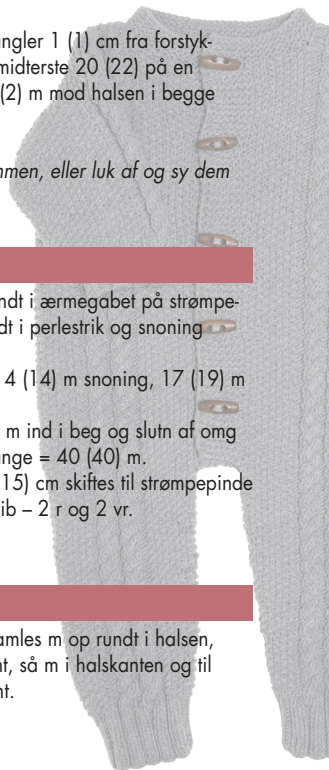 ngler 1 (1) cm fra forstyk-
midterste 20 (22) på en
(2) m mod halsen i begge
mmen, eller luk af og sy dem
ndt i ærmegabet på strømpe-
dt i perlestrik og snoning
4 (14) m snoning, 17 (19) m
m ind i beg og slutn af omg
nge = 40 (40) m.
15) cm skiftes til strømpepinde
ib – 2 r og 2 vr.
amles m op rundt i halsen,
nt, så m i halskanten og til
nt.